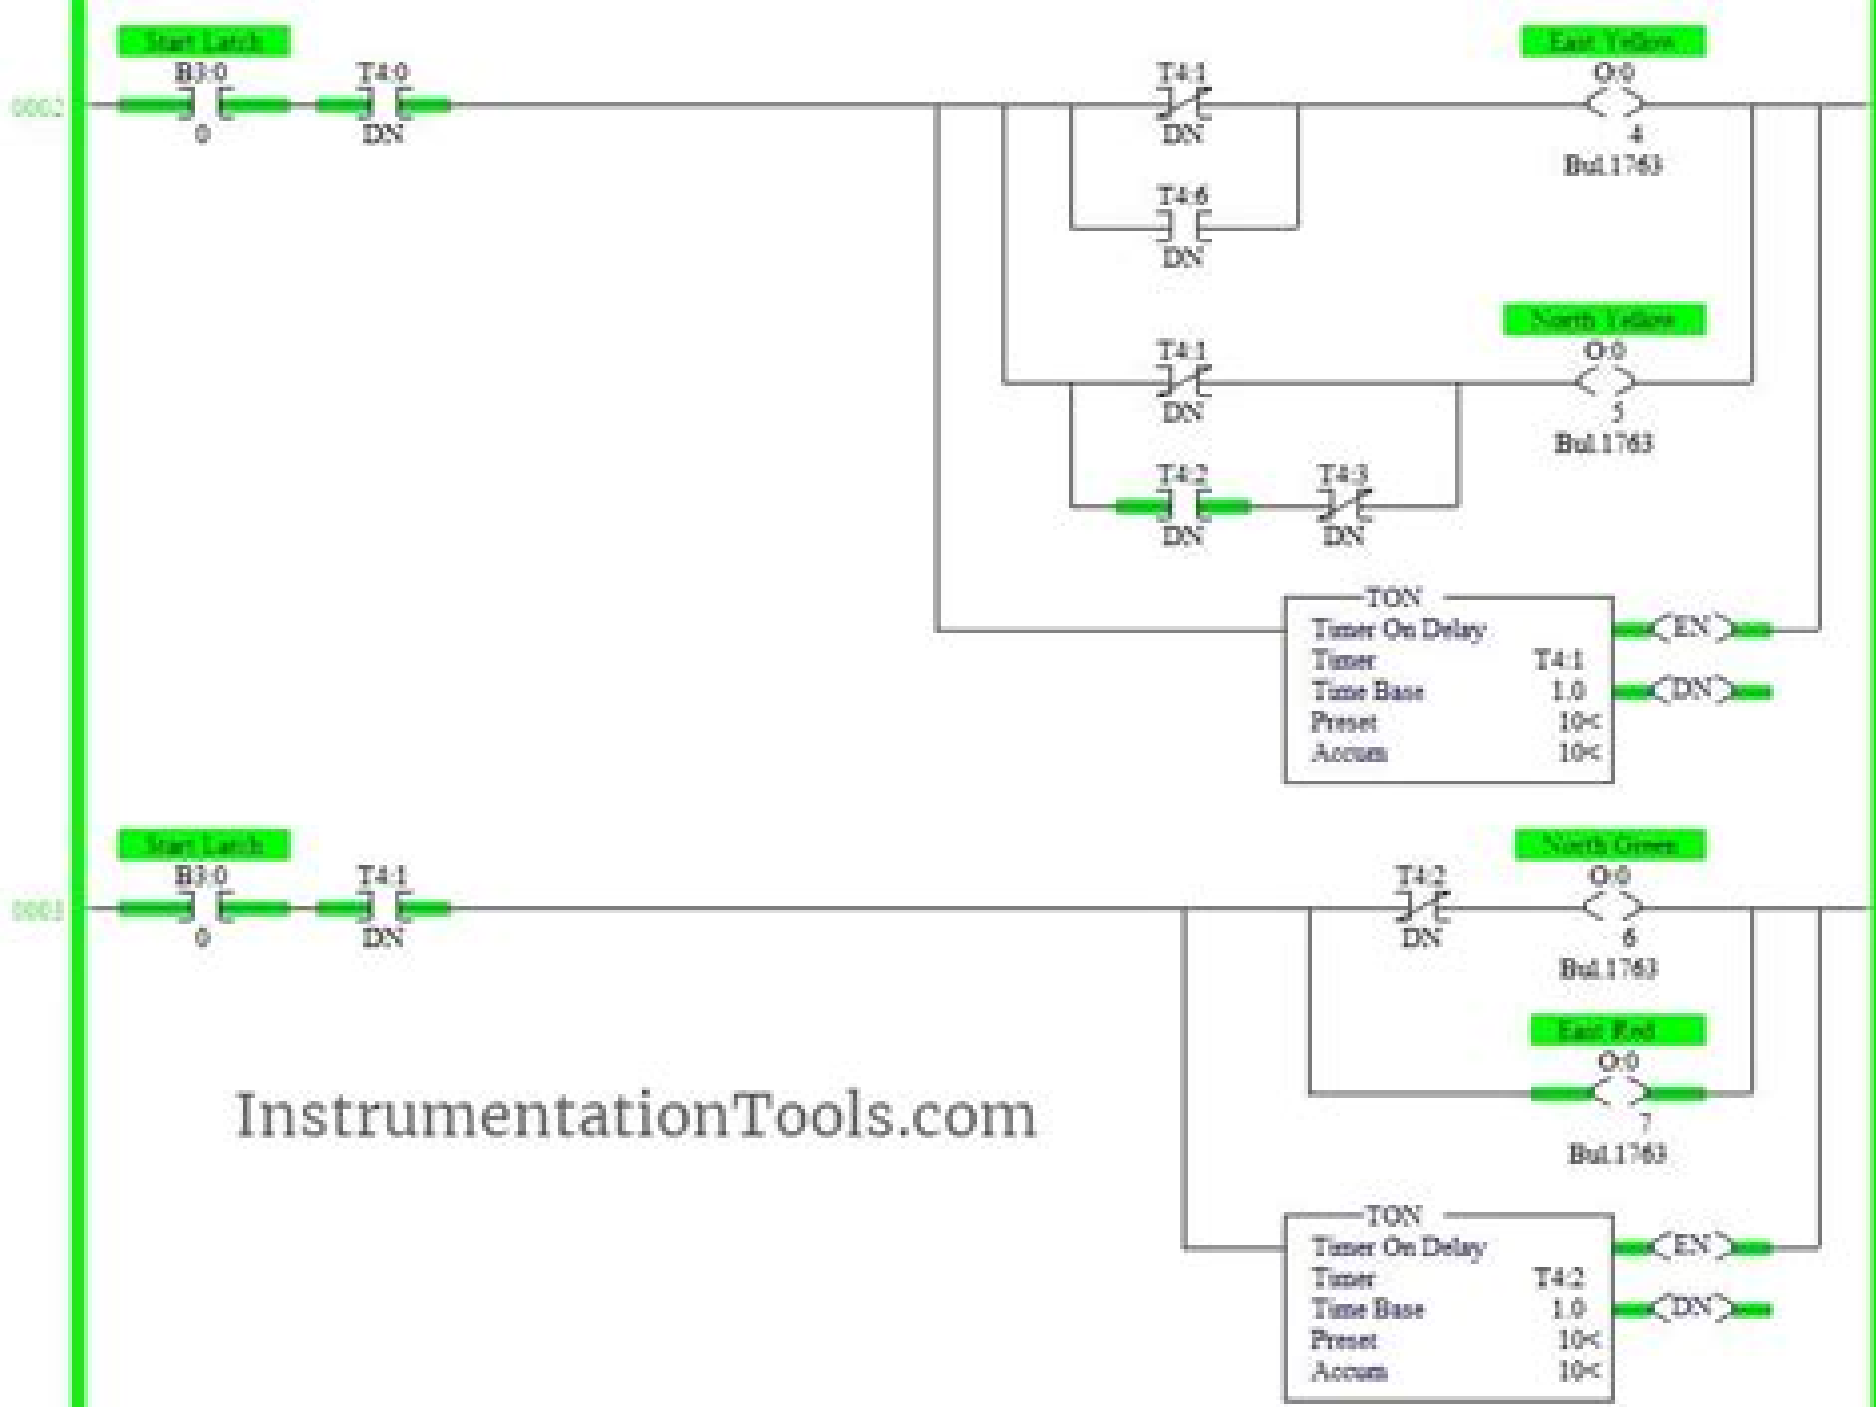 Start Latch
B3:0
T4:0
0002
0
DN
T4:1
DN
T4:6
DN
East Yellow
O:0
4
Bul.1763
T4:1
DN
North Yellow
O:0
5
Bul.1763
T4:2
DN
T4:3
DN
TON
Timer On Delay
Timer T4:1
Time Base 1.0
Preset 10<
Accum 10<
EN
DN
Start Latch
B3:0
T4:1
0003
0
DN
T4:2
DN
North Green
O:0
6
Bul.1763
East Red
O:0
7
Bul.1763
InstrumentationTools.com
TON
Timer On Delay
Timer T4:2
Time Base 1.0
Preset 10<
Accum 10<
EN
DN